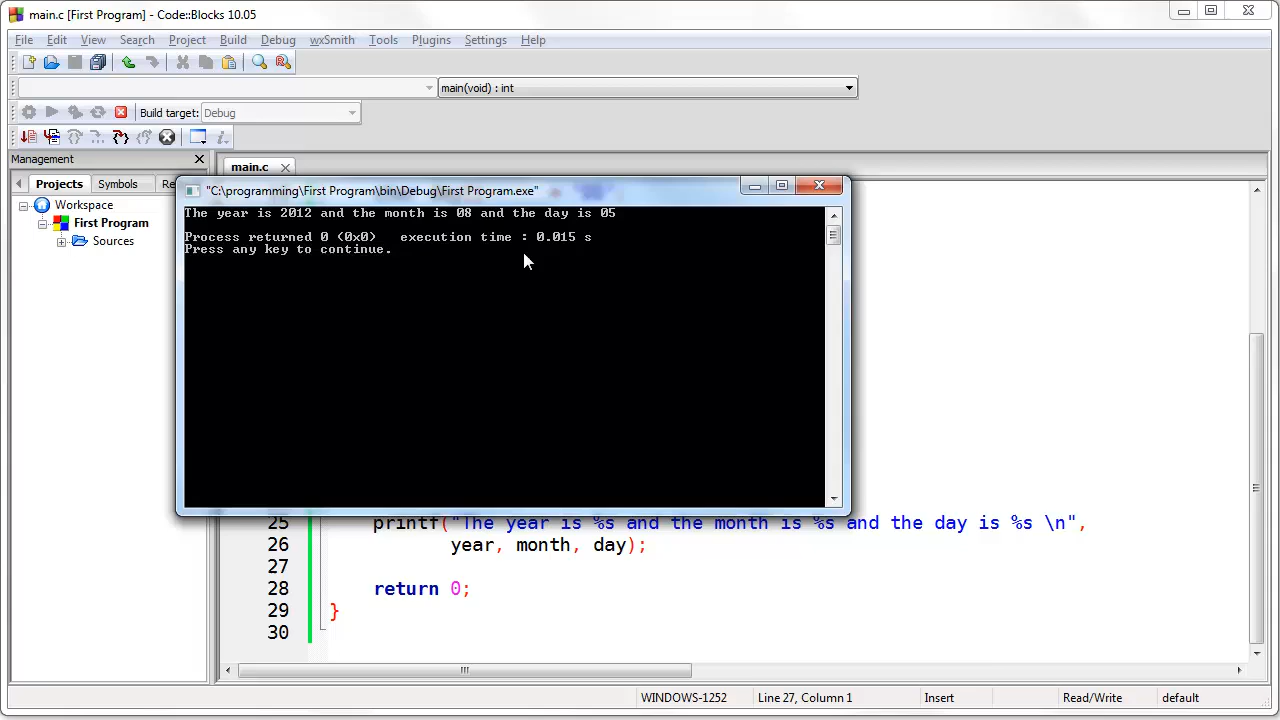 main.c [First Program] - Code::Blocks 10.05
File Edit View Search Project Build Debug wxSmith Tools Plugins Settings Help
main(void) : int
Build target: Debug
Management
main.c
Projects Symbols Re
Workspace
First Program
Sources
"C:\programming\First Program\bin\Debug\First Program.exe"
The year is 2012 and the month is 08 and the day is 05
Process returned 0 (0x0)   execution time : 0.015 s
Press any key to continue.
25 printf("The year is %s and the month is %s and the day is %s \n",
26 year, month, day);
27
28 return 0;
29 }
30
WINDOWS-1252 Line 27, Column 1 Insert Read/Write default